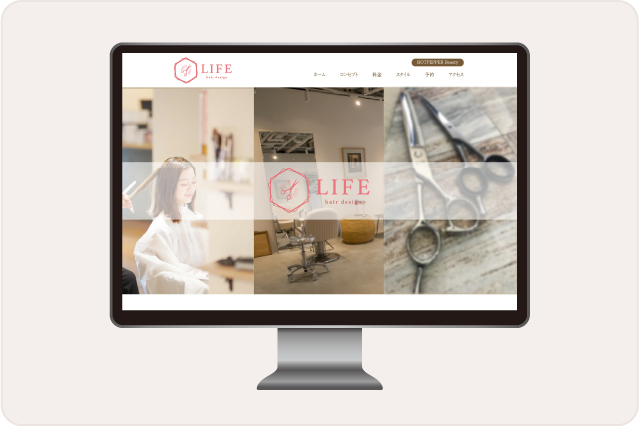 LIFE
hair design
HOTPEPPER Beauty
ホーム
コンセプト
料金
スタイル
予約
アクセス
LIFE
hair design